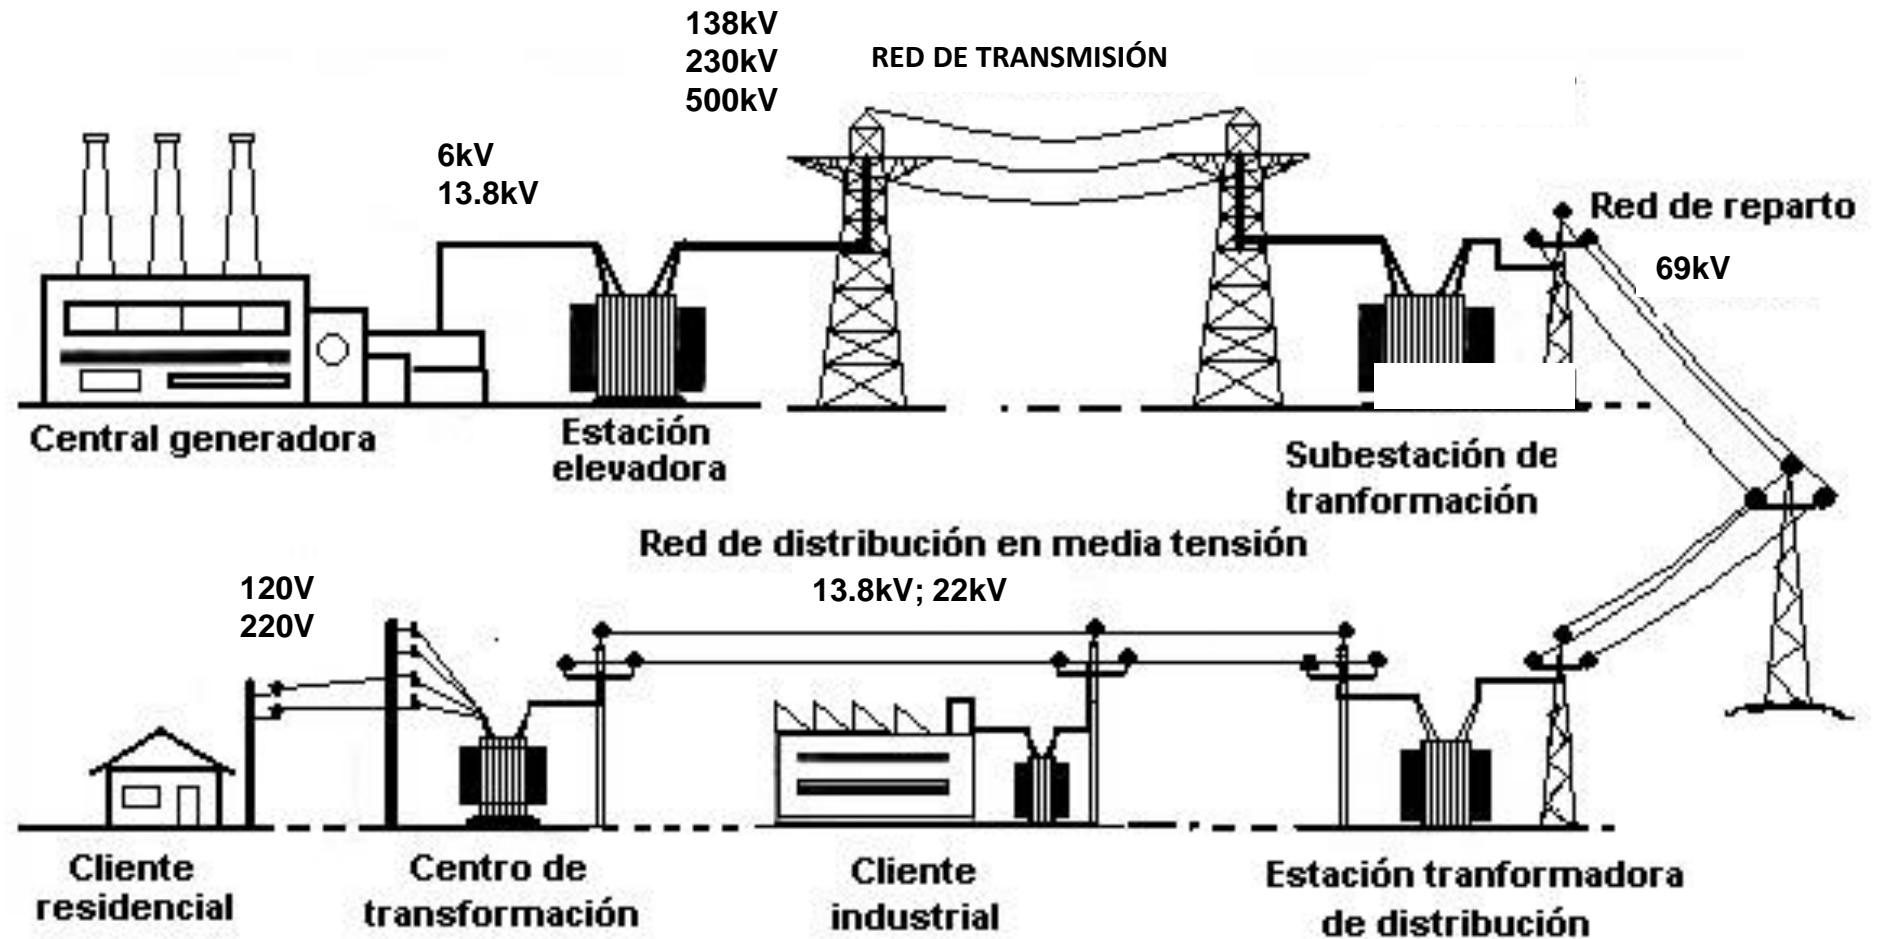 138kV
230kV
500kV
RED DE TRANSMISIÓN
6kV
13.8kV
Red de reparto
69kV
Central generadora
Estación
elevadora
Subestación de
tranformación
Red de distribución en media tensión
13.8kV; 22kV
120V
220V
Cliente
residencial
Centro de
transformación
Cliente
industrial
Estación tranformadora
de distribución